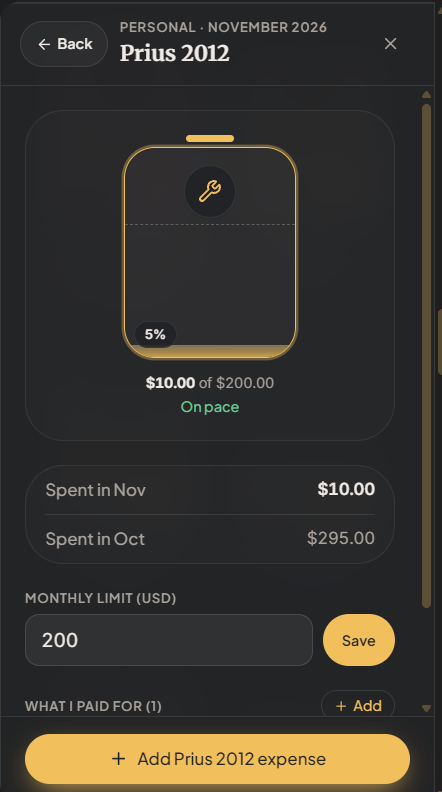 ← Back
PERSONAL · NOVEMBER 2026
Prius 2012
5%
$10.00 of $200.00
On pace
Spent in Nov $10.00
Spent in Oct $295.00
MONTHLY LIMIT (USD)
200 Save
WHAT I PAID FOR (1) + Add
+ Add Prius 2012 expense